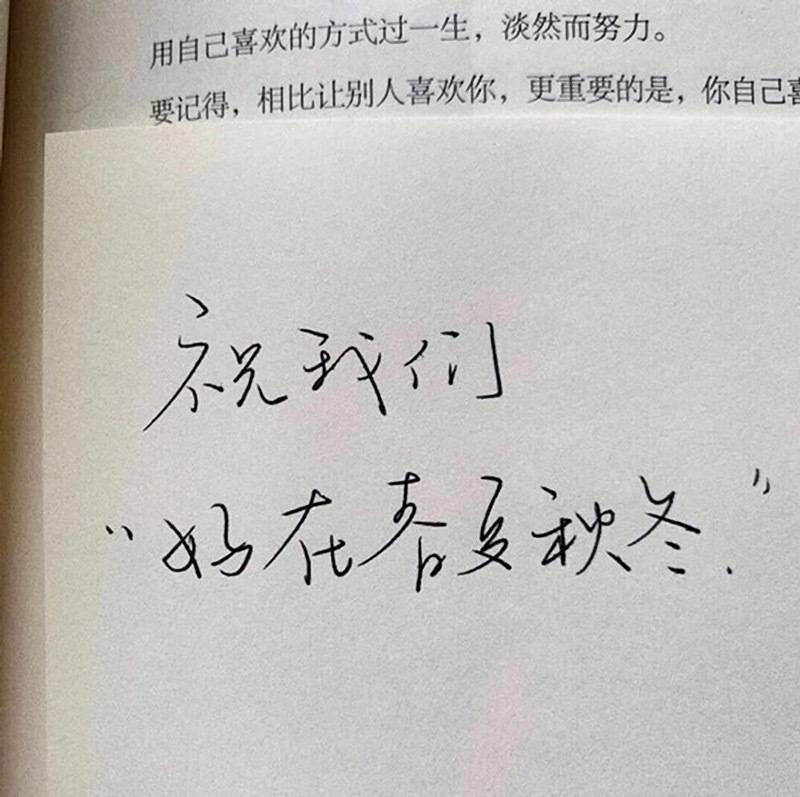 用自己喜欢的方式过一生，淡然而努力。
要记得，相比让别人喜欢你，更重要的是，你自己喜
祝我们
“好在春夏秋冬.”